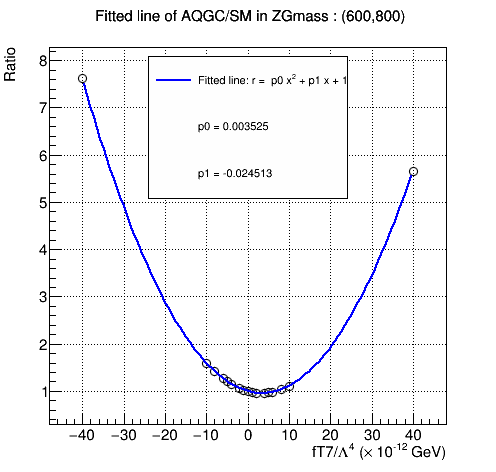 Fitted line of AQGC/SM in ZGmass : (600,800)
Ratio
Fitted line: r = p0 x² + p1 x + 1
p0 = 0.003525
p1 = -0.024513
8
7
6
5
4
3
2
1
−40 −30 −20 −10 0 10 20 30 40
fT7/Λ⁴ (× 10⁻¹² GeV)